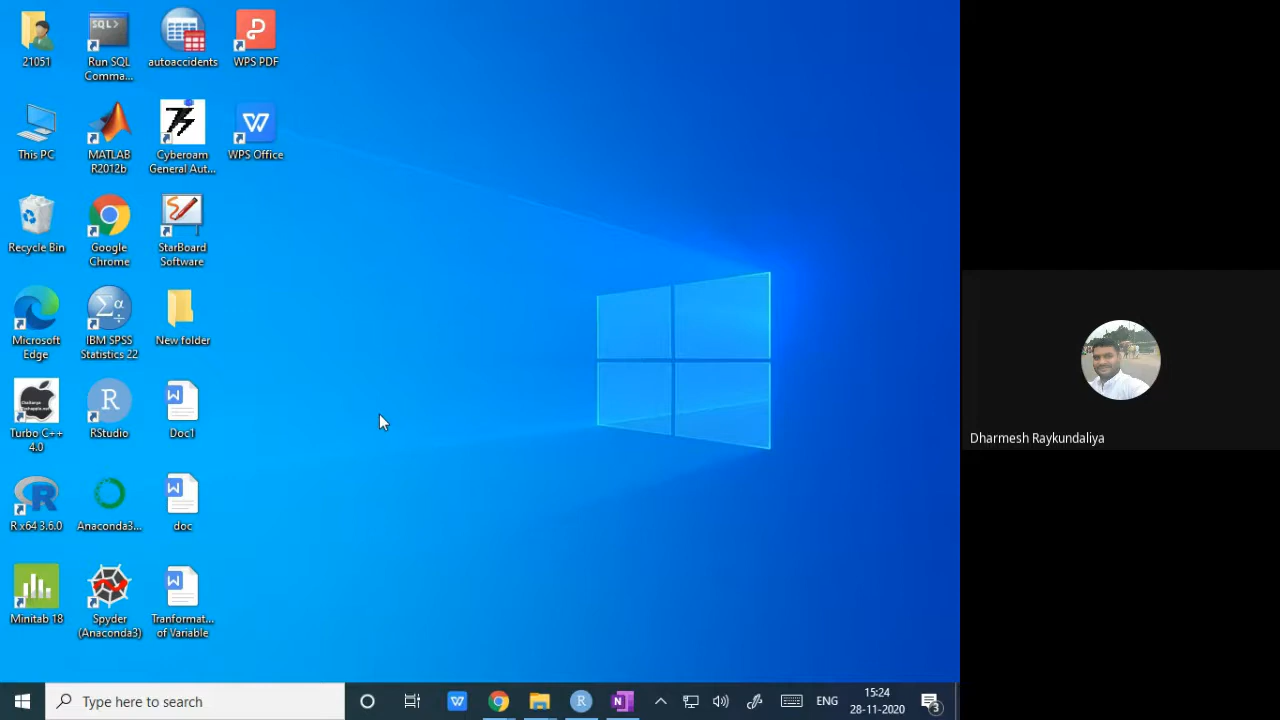 21051
Run SQL
Comma...
autoaccidents
WPS PDF
This PC
MATLAB
R2012b
Cyberoam
General Aut...
WPS Office
Recycle Bin
Google
Chrome
StarBoard
Software
Microsoft
Edge
IBM SPSS
Statistics 22
New folder
Turbo C++
4.0
RStudio
Doc1
R x64 3.6.0
Anaconda3...
doc
Minitab 18
Spyder
(Anaconda3)
Tranformat...
of Variable
Dharmesh Raykundaliya
Type here to search
ENG
15:24
28-11-2020
3